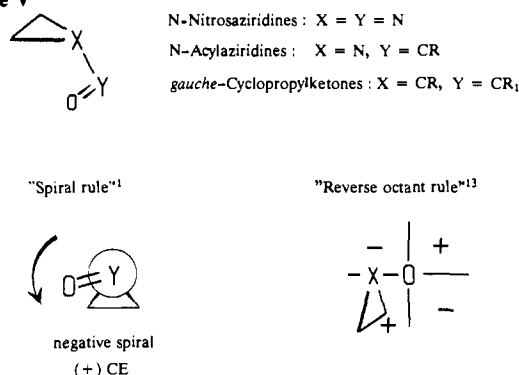 N-Nitrosaziridines : X = Y = N
N-Acylaziridines : X = N, Y = CR
gauche-Cyclopropylketones : X = CR, Y = CR₁
X
O Y
"Spiral rule"¹
"Reverse octant rule"¹³
O Y
negative spiral
(+) CE
− +
− X − O
+ −